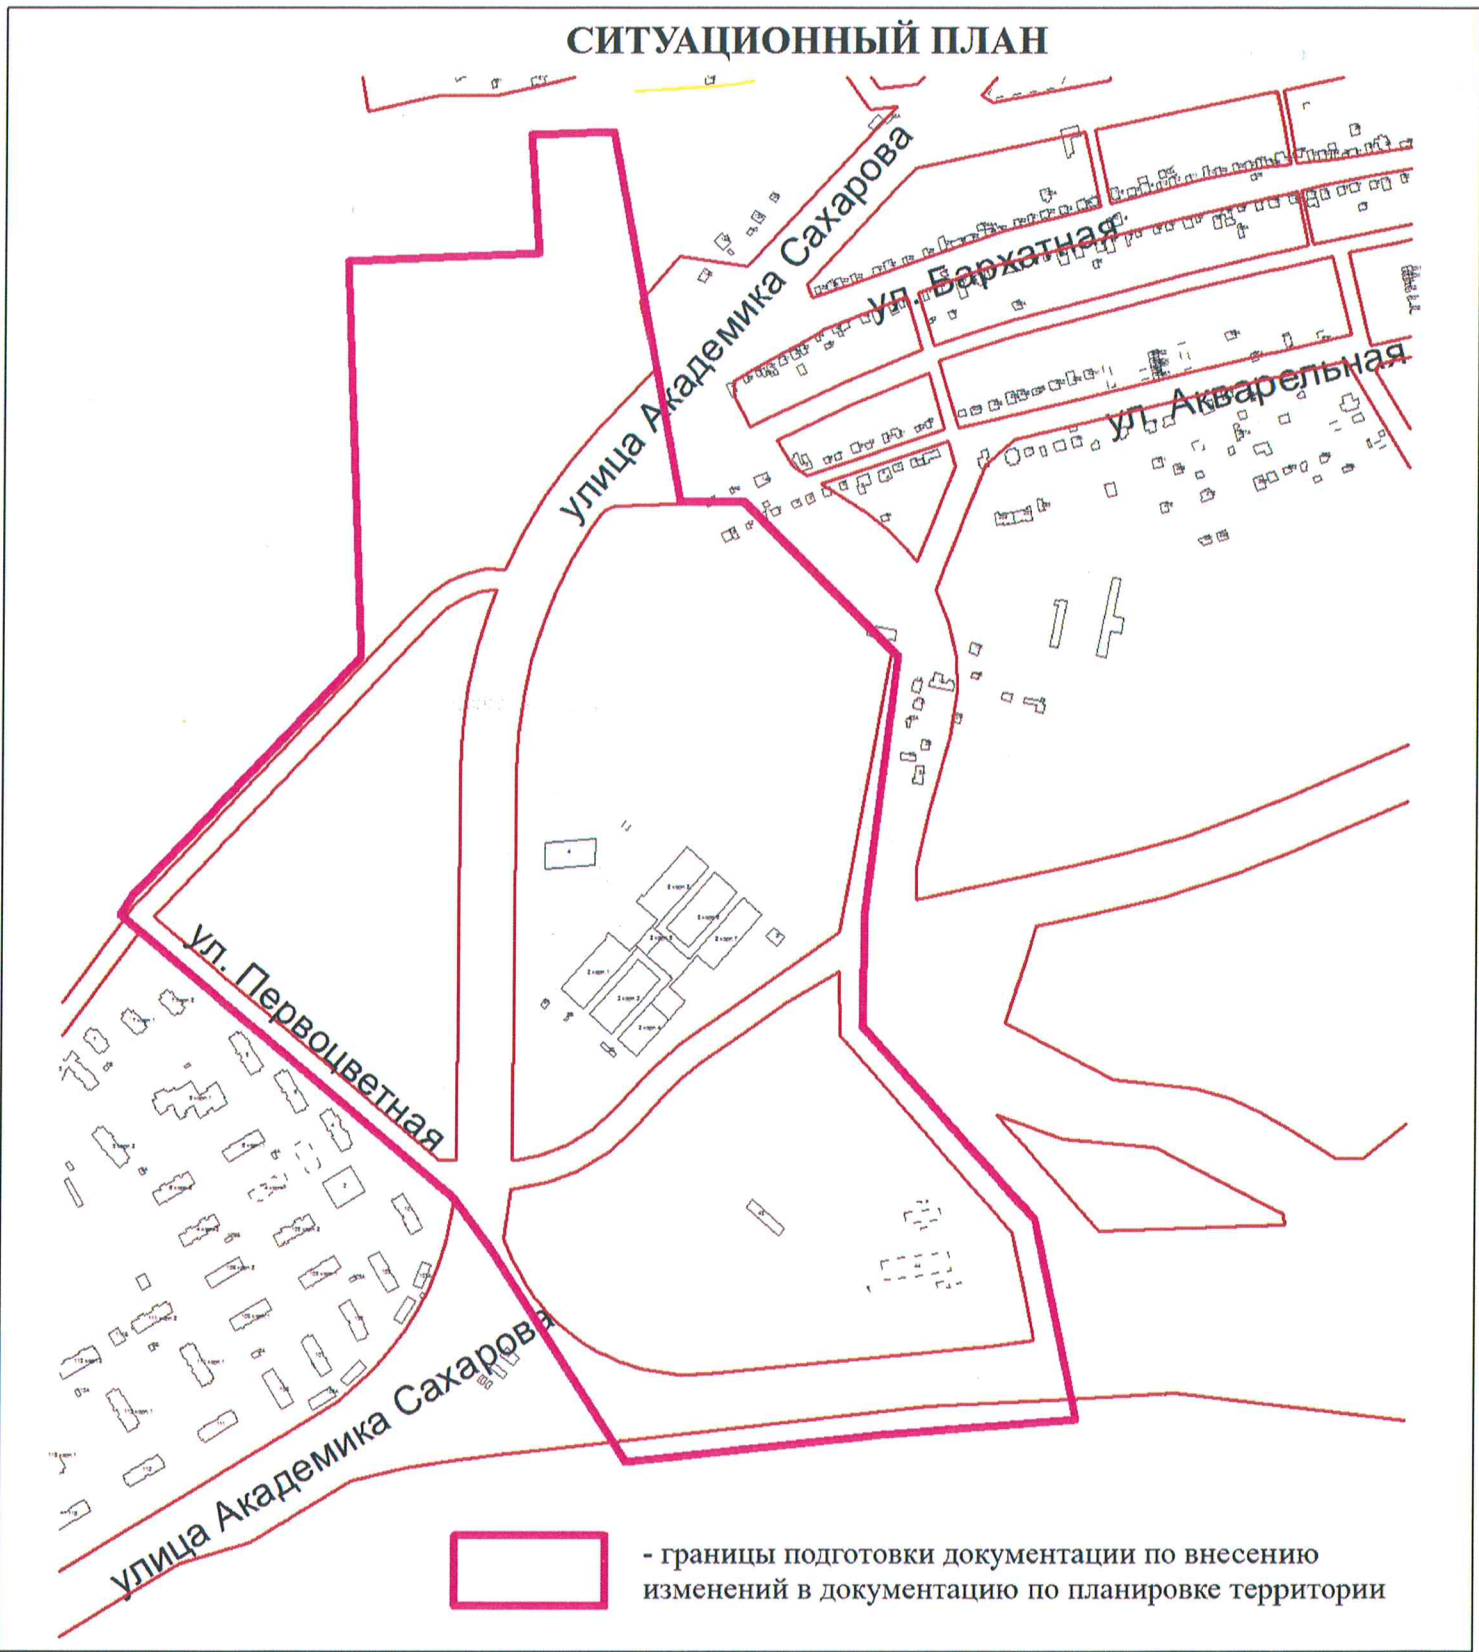 СИТУАЦИОННЫЙ ПЛАН
улица Академика Сахарова
ул. Бархатная
ул. Акварельная
ул. Первоцветная
улица Академика Сахарова
- границы подготовки документации по внесению
изменений в документацию по планировке территории